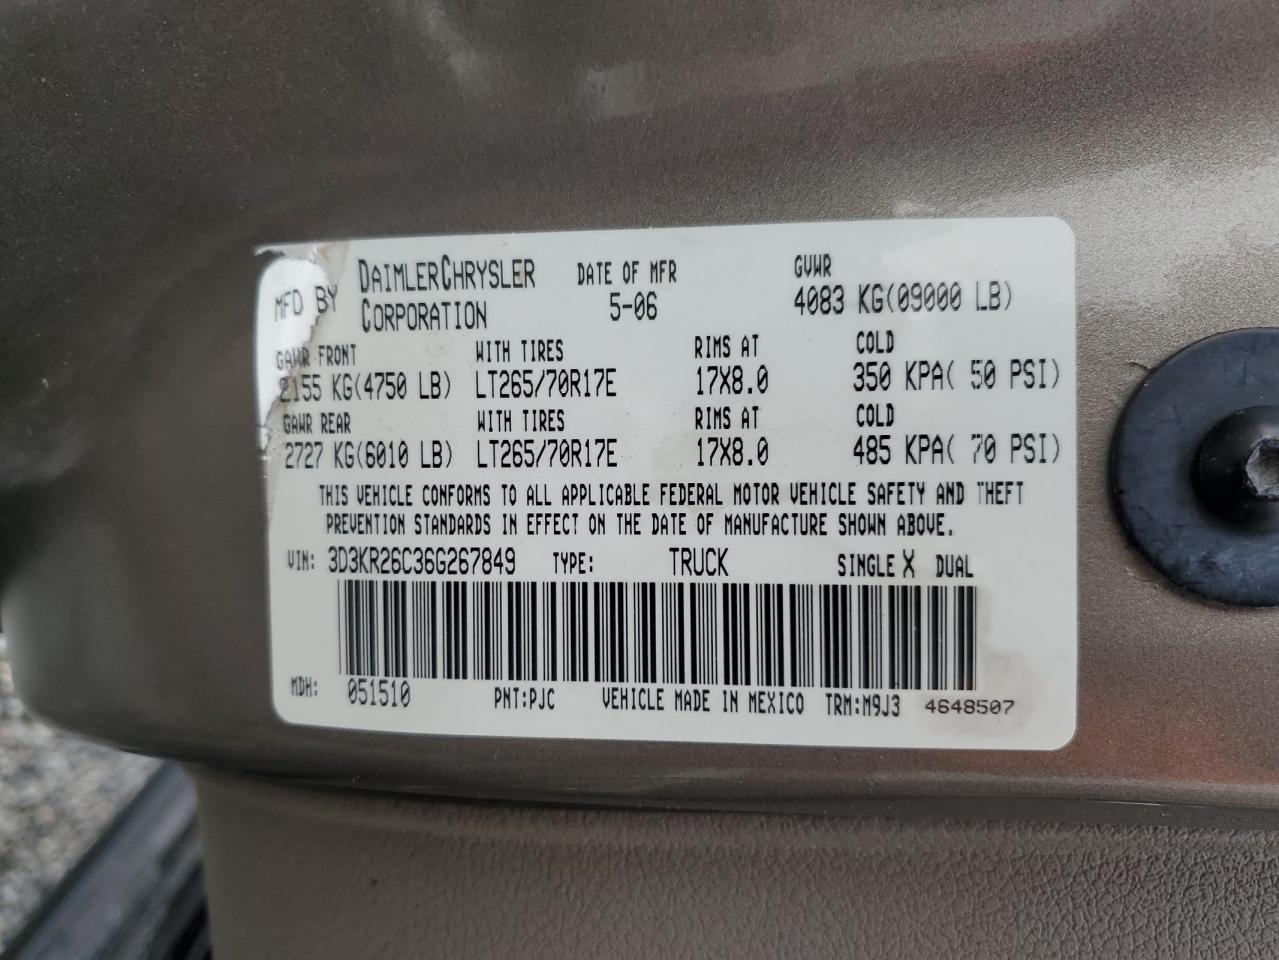 MFD BY DAIMLERCHRYSLER CORPORATION DATE OF MFR 5-06 GVWR 4083 KG(09000 LB)
GAWR FRONT WITH TIRES RIMS AT COLD
2155 KG(4750 LB) LT265/70R17E 17X8.0 350 KPA( 50 PSI)
GAWR REAR WITH TIRES RIMS AT COLD
2727 KG(6010 LB) LT265/70R17E 17X8.0 485 KPA( 70 PSI)
THIS VEHICLE CONFORMS TO ALL APPLICABLE FEDERAL MOTOR VEHICLE SAFETY AND THEFT
PREVENTION STANDARDS IN EFFECT ON THE DATE OF MANUFACTURE SHOWN ABOVE.
VIN: 3D3KR26C36G267849 TYPE: TRUCK SINGLE X DUAL
MDH: 051510 PNT:PJC VEHICLE MADE IN MEXICO TRM:M9J3 4648507